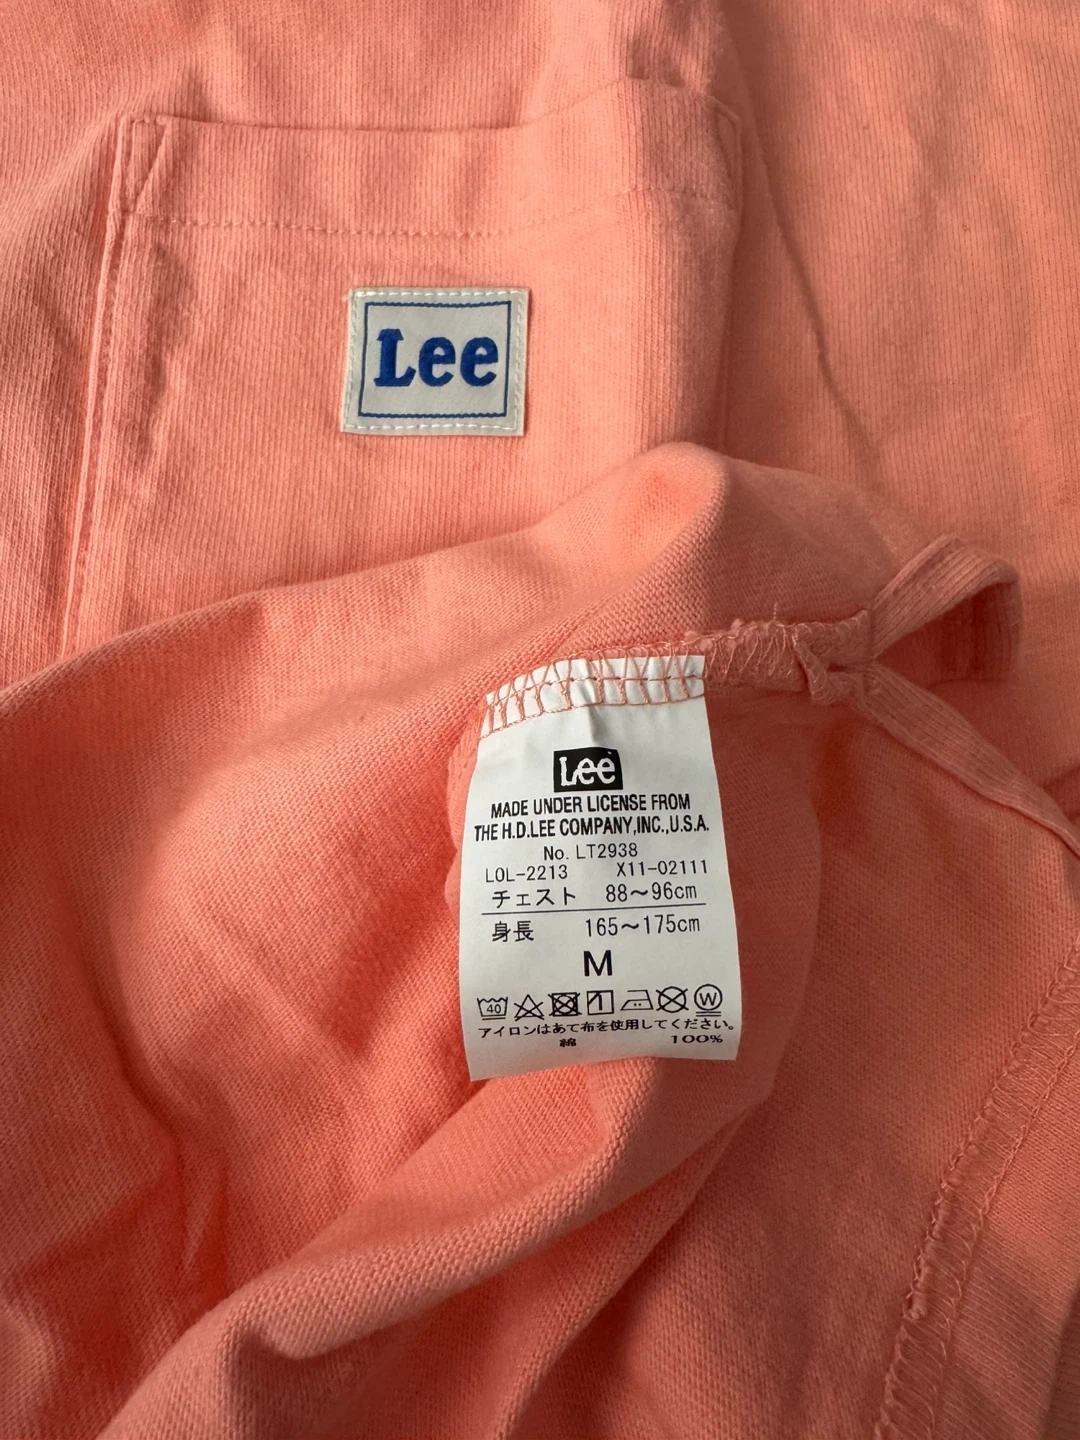 Lee
Lee
MADE UNDER LICENSE FROM
THE H.D.LEE COMPANY,INC.,U.S.A.
No. LT2938
LOL-2213 X11-02111
チェスト 88～96cm
身長 165～175cm
M
40 1 W
アイロンはあて布を使用してください。
綿 100%